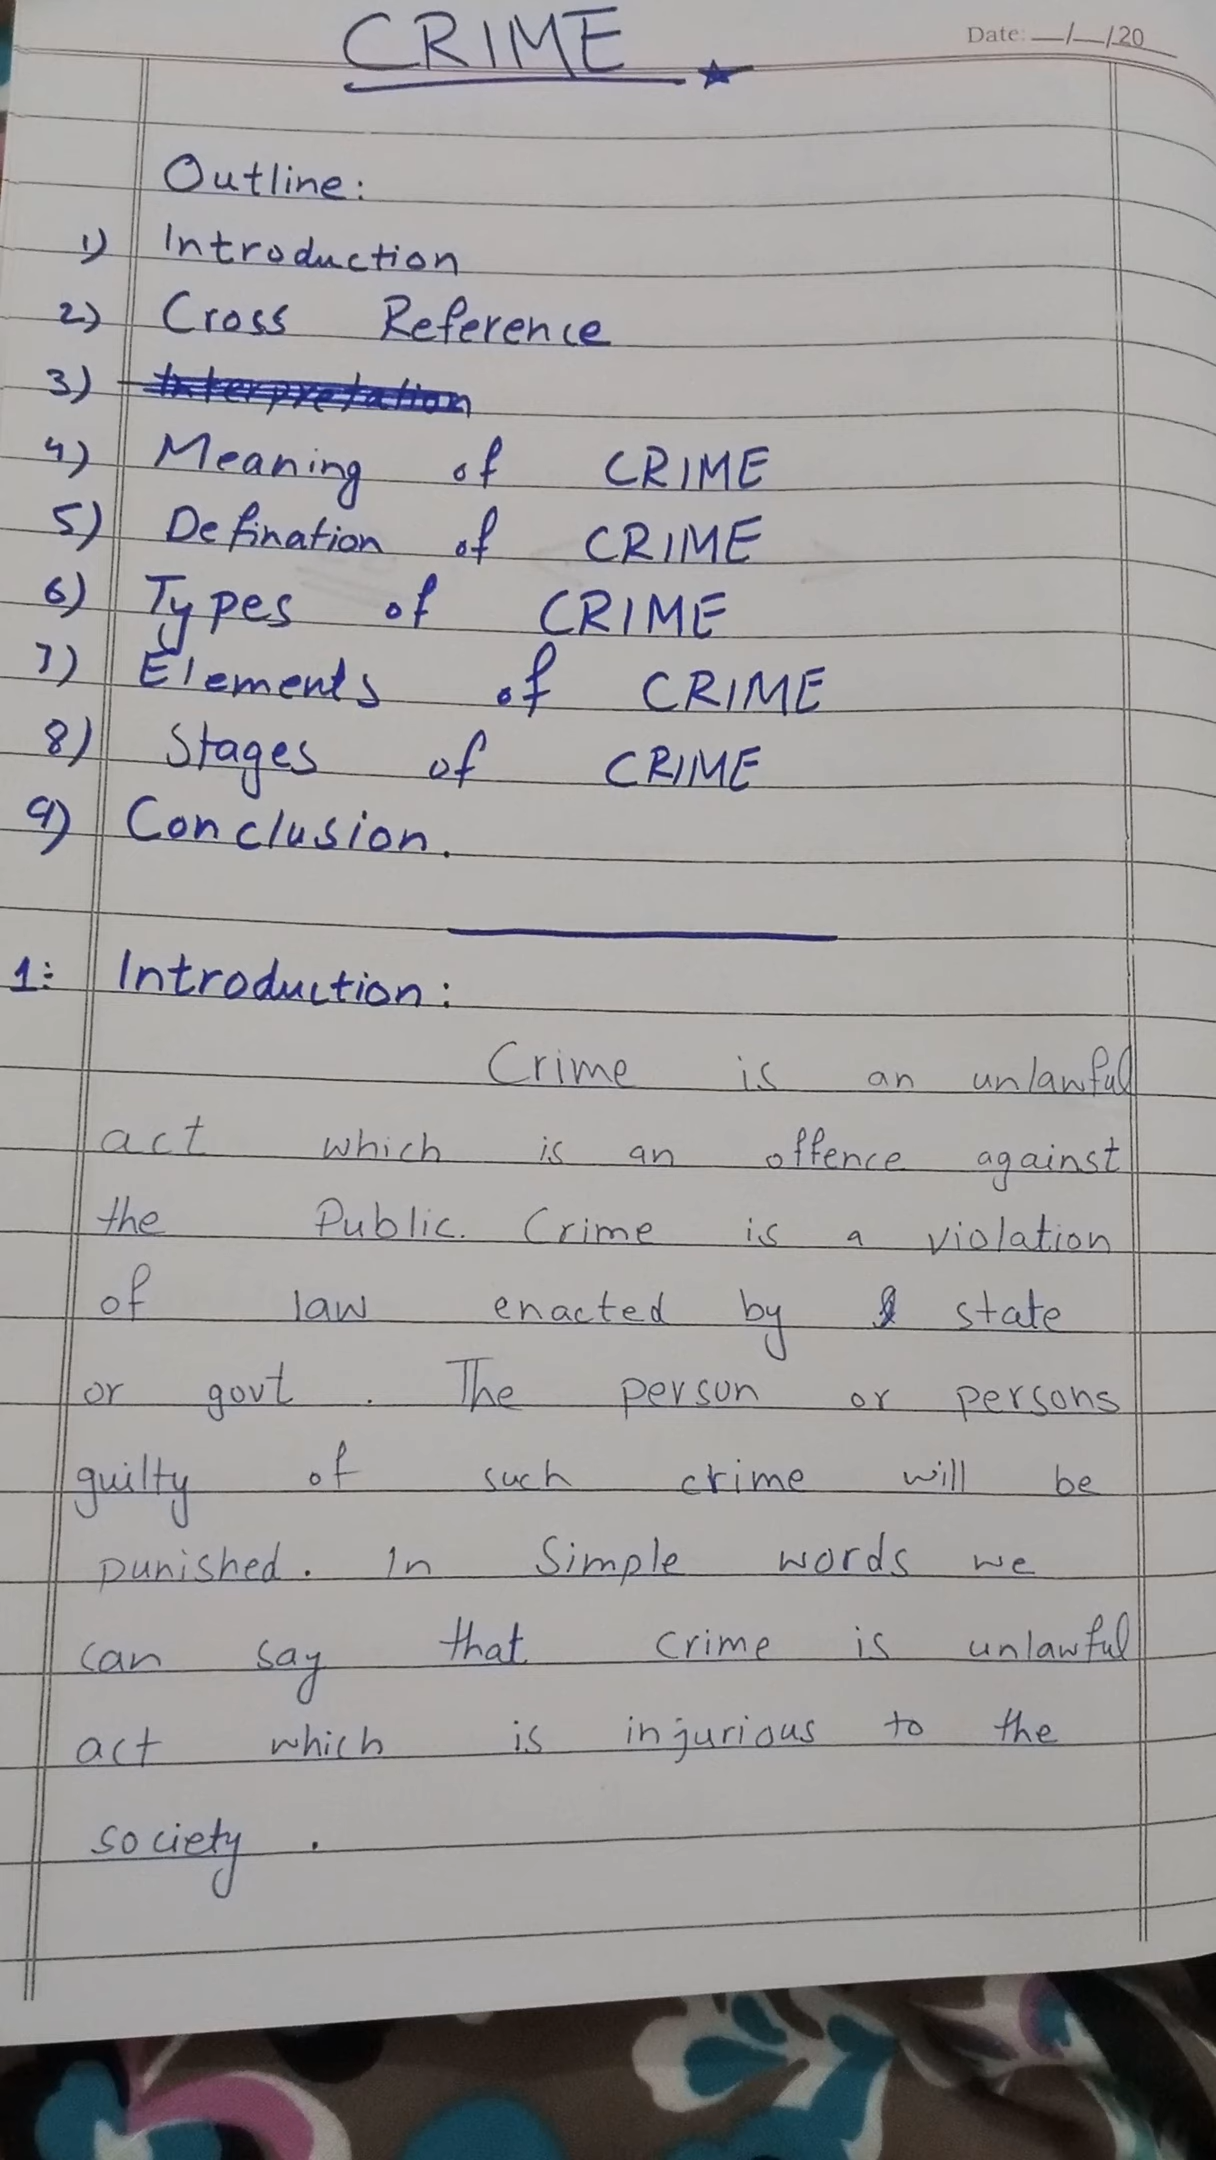 CRIME
Date: __/__/20__
Outline:
1) Introduction
2) Cross Reference
3) Interpretation
4) Meaning of CRIME
5) Defination of CRIME
6) Types of CRIME
7) Elements of CRIME
8) Stages of CRIME
9) Conclusion.
1: Introduction:
Crime is an unlawful
act which is an offence against
the Public. Crime is a violation
of law enacted by state
or govt. The person or persons
guilty of such crime will be
punished. In Simple words we
can say that crime is unlawful
act which is injurious to the
society.